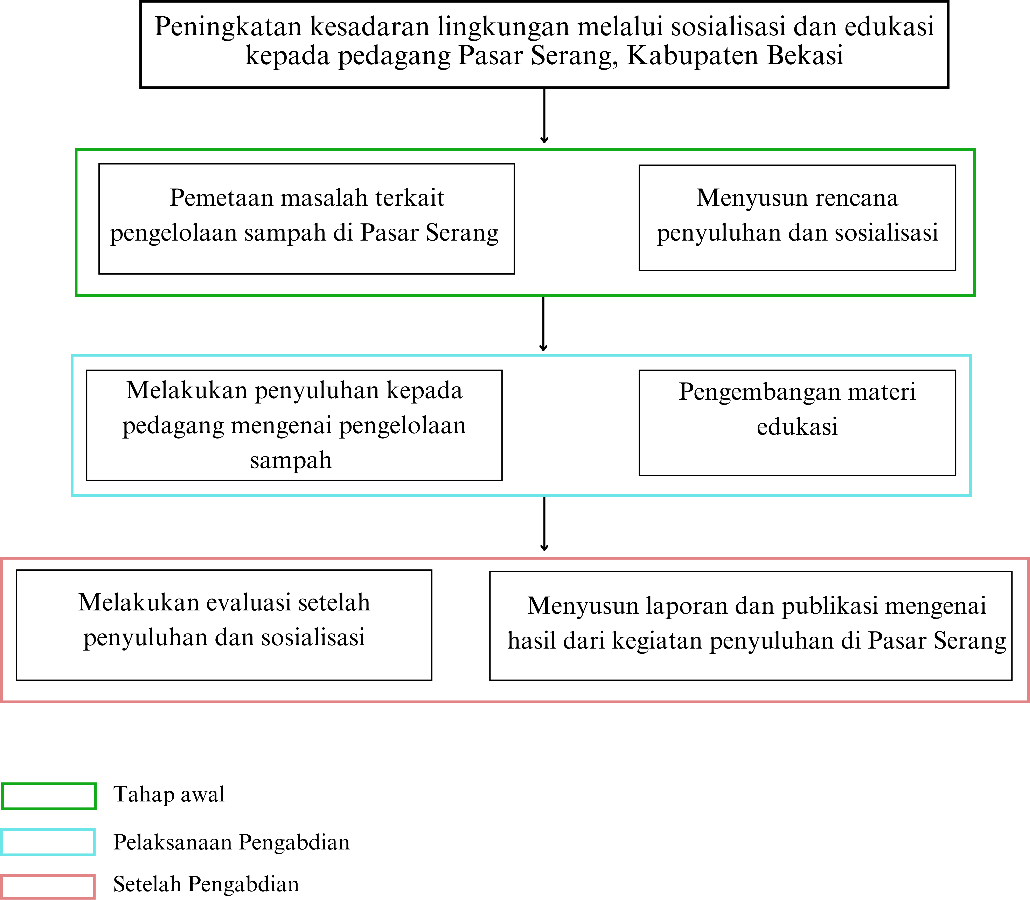 Peningkatan kesadaran lingkungan melalui sosialisasi dan edukasi
kepada pedagang Pasar Serang, Kabupaten Bekasi
Pemetaan masalah terkait
pengelolaan sampah di Pasar Serang
Menyusun rencana
penyuluhan dan sosialisasi
Melakukan penyuluhan kepada
pedagang mengenai pengelolaan
sampah
Pengembangan materi
edukasi
Melakukan evaluasi setelah
penyuluhan dan sosialisasi
Menyusun laporan dan publikasi mengenai
hasil dari kegiatan penyuluhan di Pasar Serang
Tahap awal
Pelaksanaan Pengabdian
Setelah Pengabdian